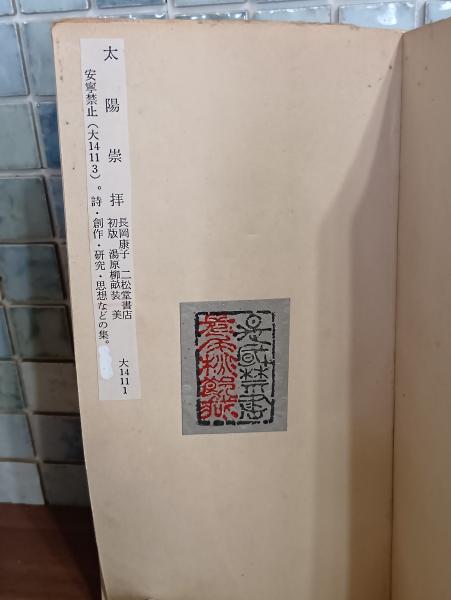 太陽崇拝
長岡康子 二松堂書店
初版 湯原柳畝装 美
大14 11 1
安寧禁止（大14 11 3）。詩・創作・研究・思想などの集。